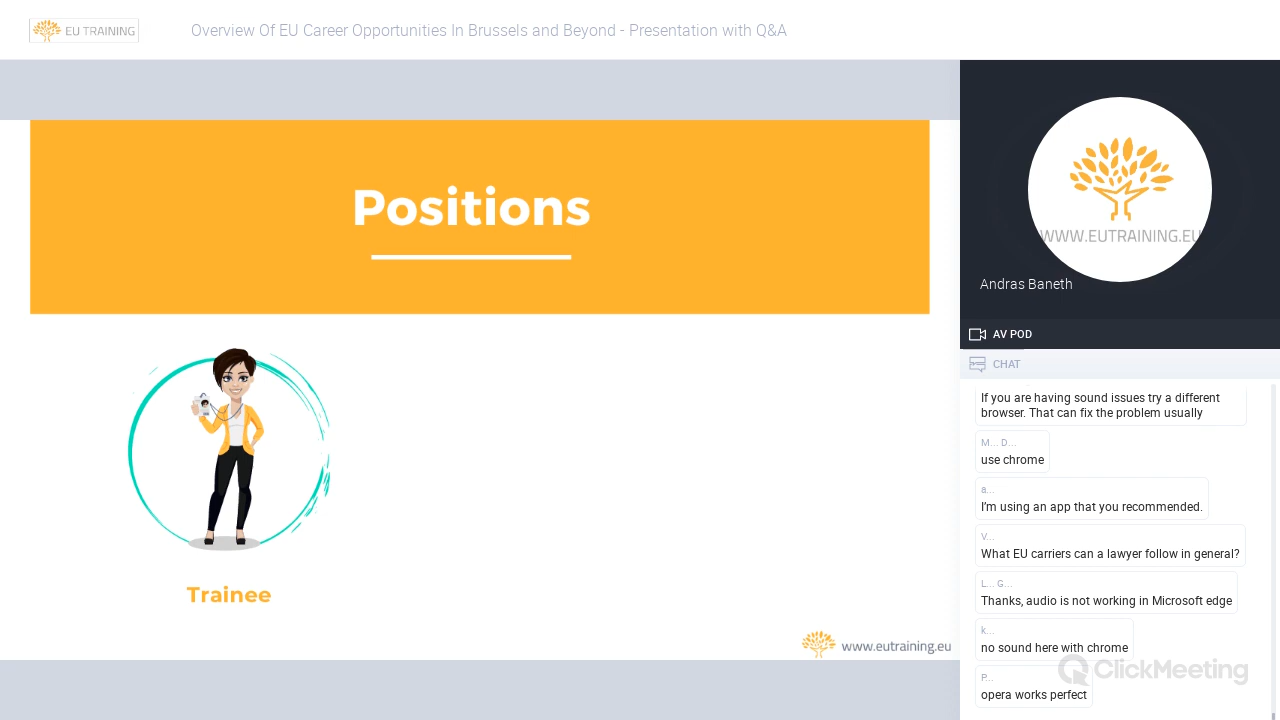 EU TRAINING
Overview Of EU Career Opportunities In Brussels and Beyond - Presentation with Q&A
Positions
Trainee
www.eutraining.eu
WWW.EUTRAINING.EU
Andras Baneth
AV POD
CHAT
If you are having sound issues try a different
browser. That can fix the problem usually
M... D...
use chrome
a...
I'm using an app that you recommended.
V...
What EU carriers can a lawyer follow in general?
L... G...
Thanks, audio is not working in Microsoft edge
k...
no sound here with chrome
P...
opera works perfect
ClickMeeting